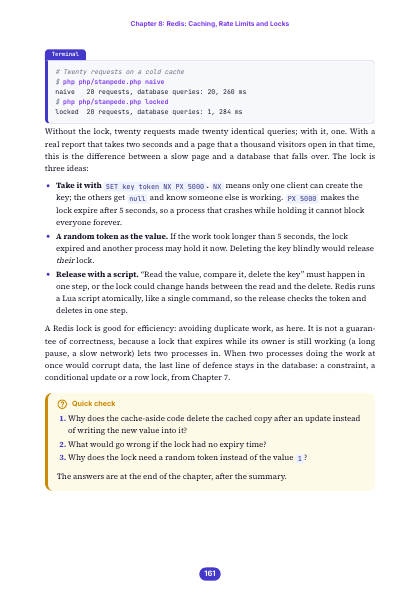 Chapter 8: Redis: Caching, Rate Limits and Locks
Terminal
# Twenty requests on a cold cache
$ php php/stampede.php naive
naive   20 requests, database queries: 20, 260 ms
$ php php/stampede.php locked
locked  20 requests, database queries: 1, 284 ms
Without the lock, twenty requests made twenty identical queries; with it, one. With a
real report that takes two seconds and a page that a thousand visitors open in that time,
this is the difference between a slow page and a database that falls over. The lock is
three ideas:
• Take it with SET key token NX PX 5000. NX means only one client can create the
key; the others get null and know someone else is working. PX 5000 makes the
lock expire after 5 seconds, so a process that crashes while holding it cannot block
everyone forever.
• A random token as the value. If the work took longer than 5 seconds, the lock
expired and another process may hold it now. Deleting the key blindly would release
their lock.
• Release with a script. “Read the value, compare it, delete the key” must happen in
one step, or the lock could change hands between the read and the delete. Redis runs
a Lua script atomically, like a single command, so the release checks the token and
deletes in one step.
A Redis lock is good for efficiency: avoiding duplicate work, as here. It is not a guaran-
tee of correctness, because a lock that expires while its owner is still working (a long
pause, a slow network) lets two processes in. When two processes doing the work at
once would corrupt data, the last line of defence stays in the database: a constraint, a
conditional update or a row lock, from Chapter 7.
Quick check
1. Why does the cache-aside code delete the cached copy after an update instead
of writing the new value into it?
2. What would go wrong if the lock had no expiry time?
3. Why does the lock need a random token instead of the value 1?
The answers are at the end of the chapter, after the summary.
161